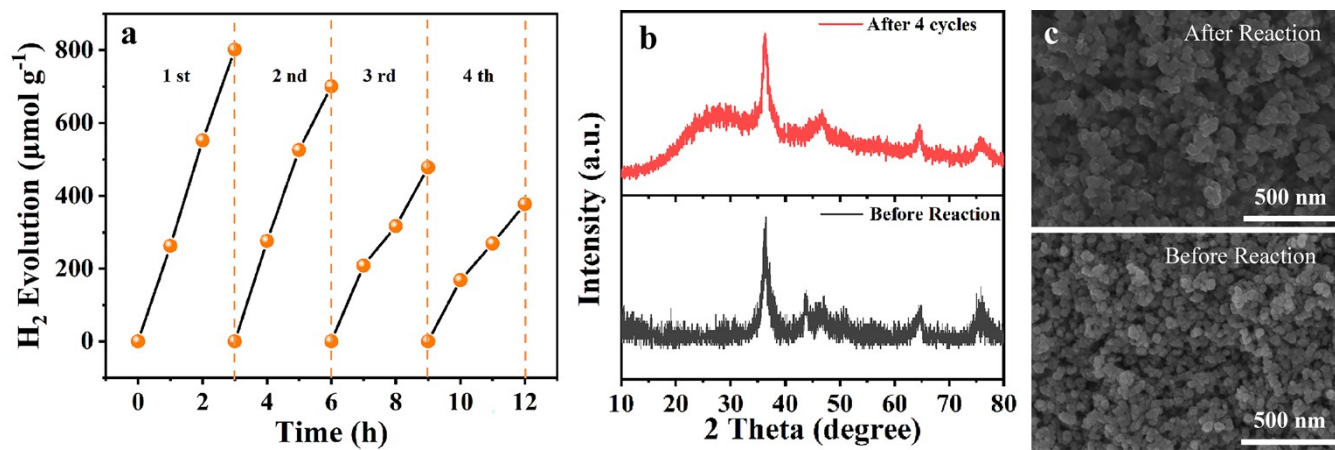 a
H₂ Evolution (μmol g⁻¹)
800
600
400
200
0
1 st
2 nd
3 rd
4 th
0
2
4
6
8
10
12
Time (h)
b
Intensity (a.u.)
After 4 cycles
Before Reaction
10
20
30
40
50
60
70
80
2 Theta (degree)
c
After Reaction
500 nm
Before Reaction
500 nm